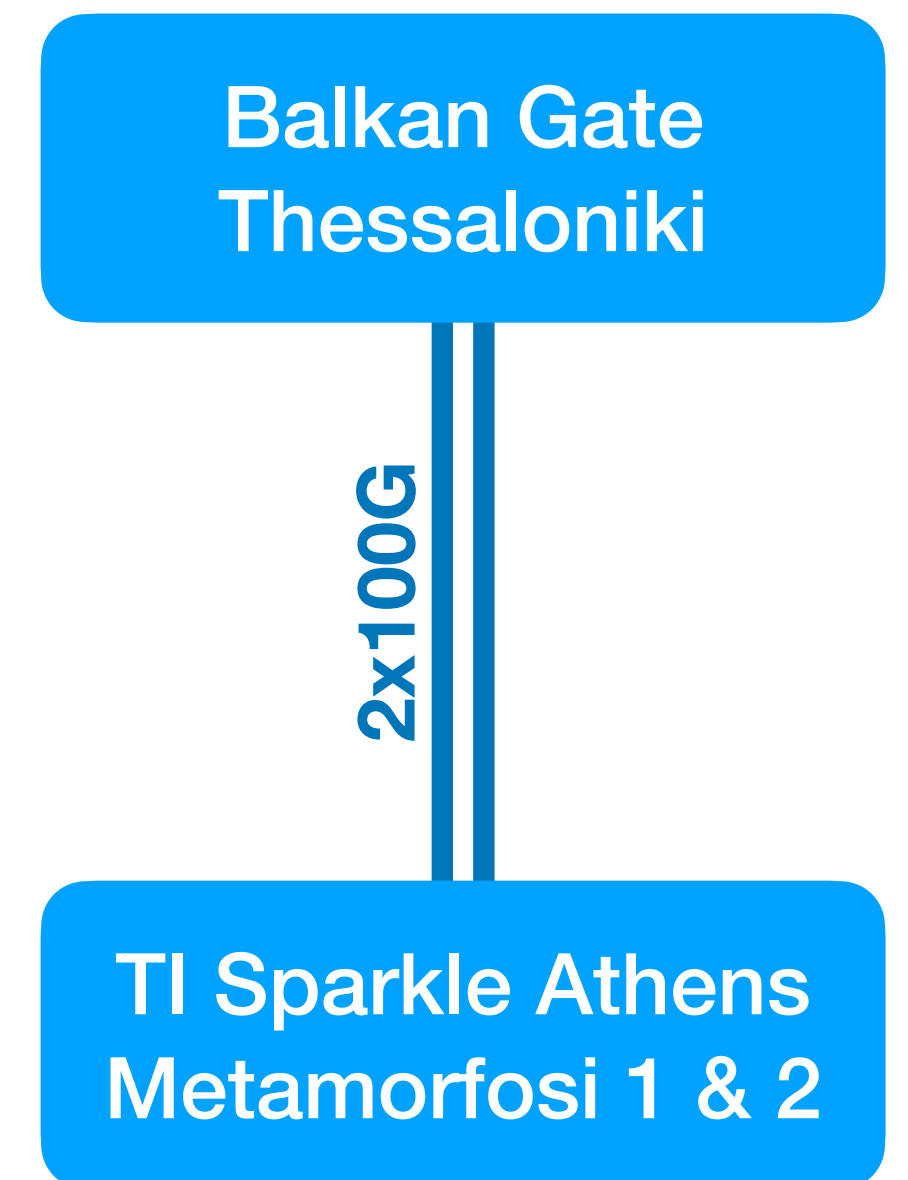 Balkan Gate
Thessaloniki
2x100G
TI Sparkle Athens
Metamorfosi 1 & 2